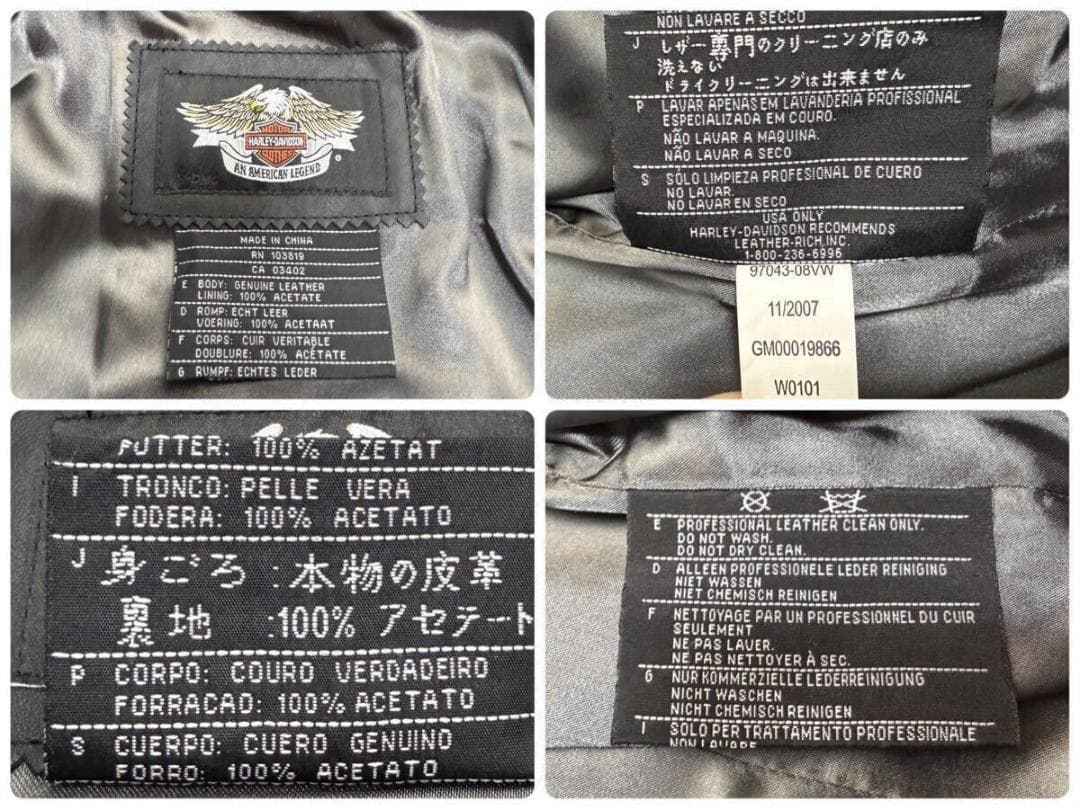 MOTOR
HARLEY-DAVIDSON
CLOTHES
AN AMERICAN LEGEND
®
MADE IN CHINA
RN 103819
CA 03402
E BODY: GENUINE LEATHER
LINING: 100% ACETATE
D ROMP: ECHT LEER
VOERING: 100% ACETAAT
F CORPS: CUIR VERITABLE
DOUBLURE: 100% ACÉTATE
G RUMPF: ECHTES LEDER
NON LAVARE A SECCO
J レザー専門のクリーニング店のみ
洗えない
ドライクリーニングは出来ません
P LAVAR APENAS EM LAVANDERIA PROFISSIONAL
ESPECIALIZADA EM COURO.
NÃO LAVAR A MAQUINA.
NÃO LAVAR A SECO
S SÓLO LIMPIEZA PROFESIONAL DE CUERO
NO LAVAR.
NO LAVAR EN SECO
USA ONLY
HARLEY-DAVIDSON RECOMMENDS
LEATHER-RICH, INC.
1-800-236-6996
97043-08VW
11/2007
GM00019866
W0101
FUTTER: 100% AZETAT
I TRONCO: PELLE VERA
FODERA: 100% ACETATO
J 身ごろ :本物の皮革
裏地 :100% アセテート
P CORPO: COURO VERDADEIRO
FORRACAO: 100% ACETATO
S CUERPO: CUERO GENUINO
FORRO: 100% ACETATO
E PROFESSIONAL LEATHER CLEAN ONLY.
DO NOT WASH.
DO NOT DRY CLEAN.
D ALLEEN PROFESSIONELE LEDER REINIGING
NIET WASSEN
NIET CHEMISCH REINIGEN
F NETTOYAGE PAR UN PROFESSIONNEL DU CUIR
SEULEMENT
NE PAS LAVER.
NE PAS NETTOYER À SEC.
G NUR KOMMERZIELLE LEDERREINIGUNG
NICHT WASCHEN
NICHT CHEMISCH REINIGEN
I SOLO PER TRATTAMENTO PROFESSIONALE
NON LAVARE